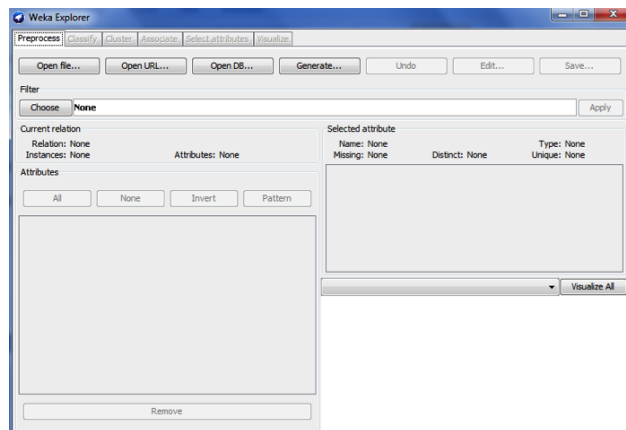 Weka Explorer
Preprocess Classify Cluster Associate Select attributes Visualize
Open file... Open URL... Open DB... Generate... Undo Edit... Save...
Filter
Choose None Apply
Current relation
Relation: None
Instances: None Attributes: None
Attributes
All None Invert Pattern
Remove
Selected attribute
Name: None Type: None
Missing: None Distinct: None Unique: None
Visualize All